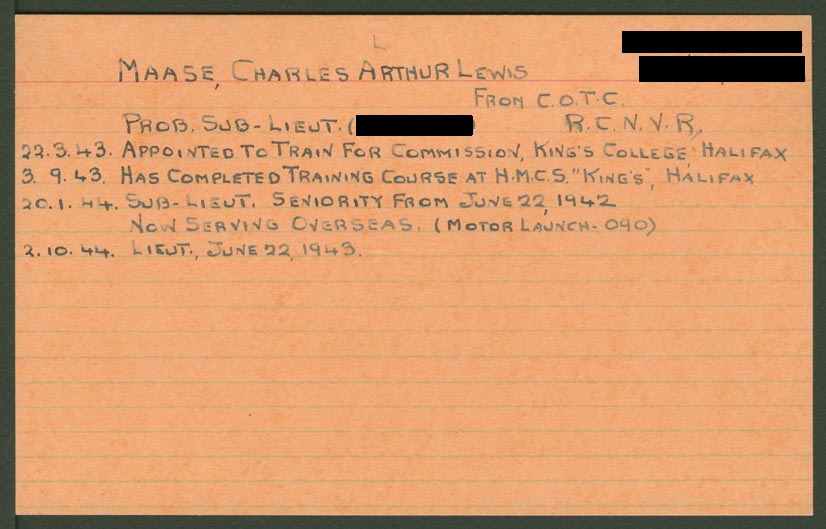 L
MAASE, CHARLES ARTHUR LEWIS
FROM C.O.T.C.
PROB. SUB-LIEUT. ( ) R.C.N.V.R,
22.3.43. APPOINTED TO TRAIN FOR COMMISSION, KING'S COLLEGE, HALIFAX
3.9.43. HAS COMPLETED TRAINING COURSE AT H.M.C.S. "KING'S", HALIFAX
20.1.44. SUB-LIEUT. SENIORITY FROM JUNE 22, 1942
NOW SERVING OVERSEAS. (MOTOR LAUNCH-090)
2.10.44. LIEUT., JUNE 22, 1943.